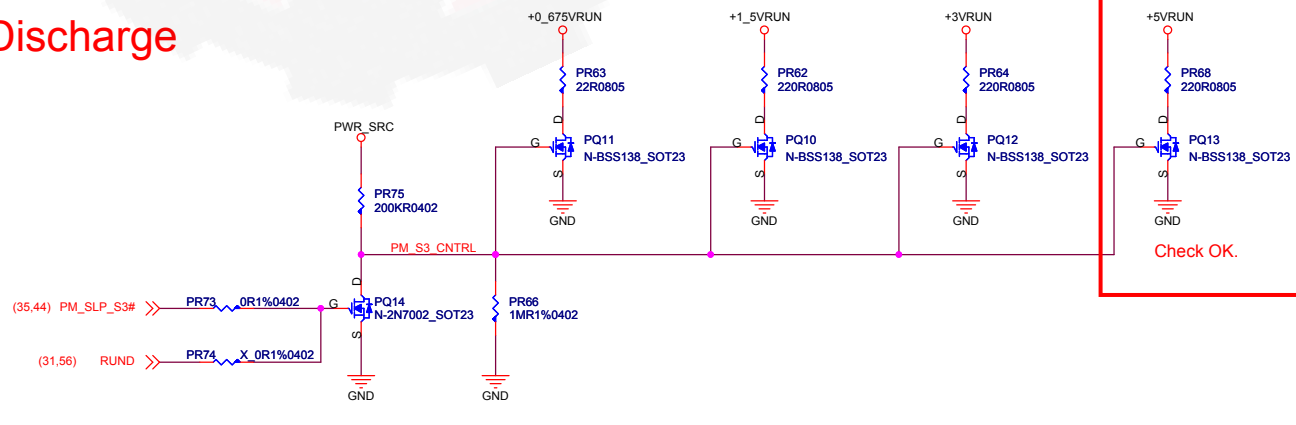 Discharge
+0_675VRUN
+1_5VRUN
+3VRUN
+5VRUN
PR63
22R0805
PR62
220R0805
PR64
220R0805
PR68
220R0805
D
G
S
PQ11
N-BSS138_SOT23
D
G
S
PQ10
N-BSS138_SOT23
D
G
S
PQ12
N-BSS138_SOT23
D
G
S
PQ13
N-BSS138_SOT23
GND
GND
GND
GND
Check OK.
PWR_SRC
PR75
200KR0402
PM_S3_CNTRL
(35,44) PM_SLP_S3#
PR73 0R1%0402
D
G
S
PQ14
N-2N7002_SOT23
PR66
1MR1%0402
(31,56) RUND
PR74 X_0R1%0402
GND
GND